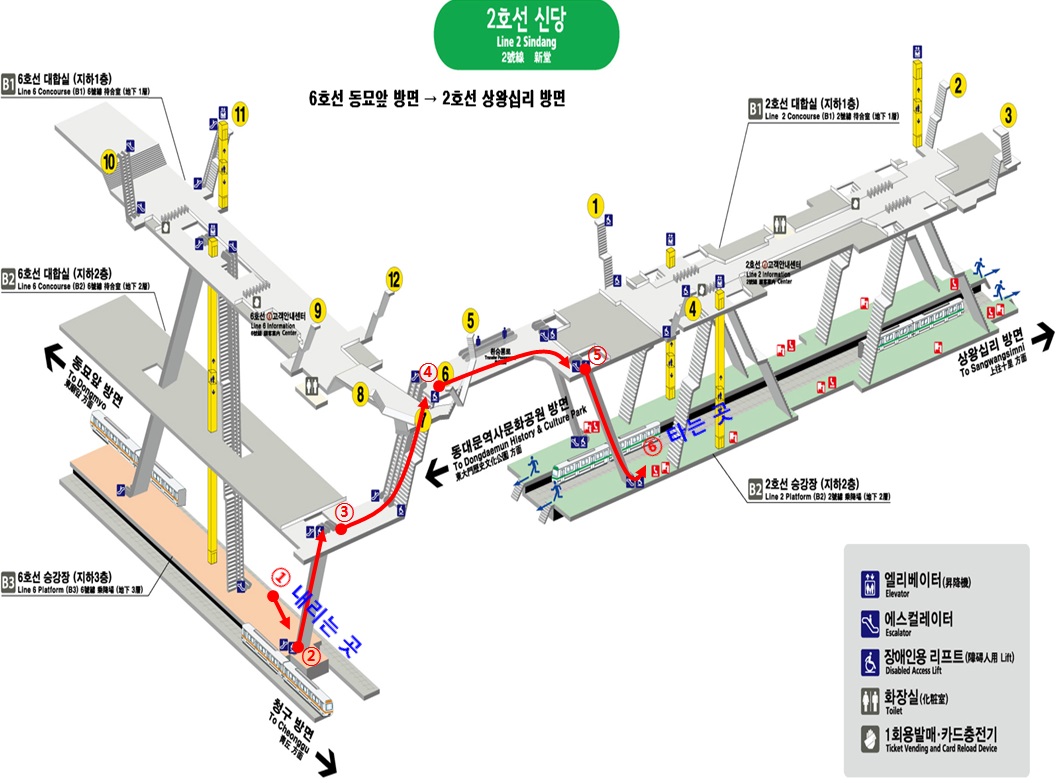 2호선 신당
Line 2 Sindang
2號線 新堂
6호선 동묘앞 방면 → 2호선 상왕십리 방면
B1 6호선 대합실 (지하1층)
Line 6 Concourse (B1) 6號線 待合室 (地下 1層)
B1 2호선 대합실 (지하1층)
Line 2 Concourse (B1) 2號線 待合室 (地下 1層)
11
10
2
3
1
B2 6호선 대합실 (지하2층)
Line 6 Concourse (B2) 6號線 待合室 (地下 2層)
12
9
5
4
8
6
7
6호선 고객안내센터
Line 6 Information
6號線 顧客案內 Center
2호선 고객안내센터
Line 2 Information
2號線 顧客案內 Center
환승통로
동묘앞 방면
To Dongmyo
東廟앞 方面
상왕십리 방면
To Sangwangsimni
上往十里 方面
동대문역사문화공원 방면
To Dongdaemun History & Culture Park
東大門歷史文化公園 方面
④
⑤
③
①
②
⑥ 타는 곳
내리는 곳
B2 2호선 승강장 (지하2층)
Line 2 Platform (B2) 2號線 乘降場 (地下 2層)
B3 6호선 승강장 (지하3층)
Line 6 Platform (B3) 6號線 乘降場 (地下 3層)
청구 방면
To Cheonggu
靑丘 方面
엘리베이터(昇降機)
Elevator
에스컬레이터
Escalator
장애인용 리프트(障碍人用 Lift)
Disabled Access Lift
화장실(化粧室)
Toilet
1회용발매·카드충전기
Ticket Vending and Card Reload Device